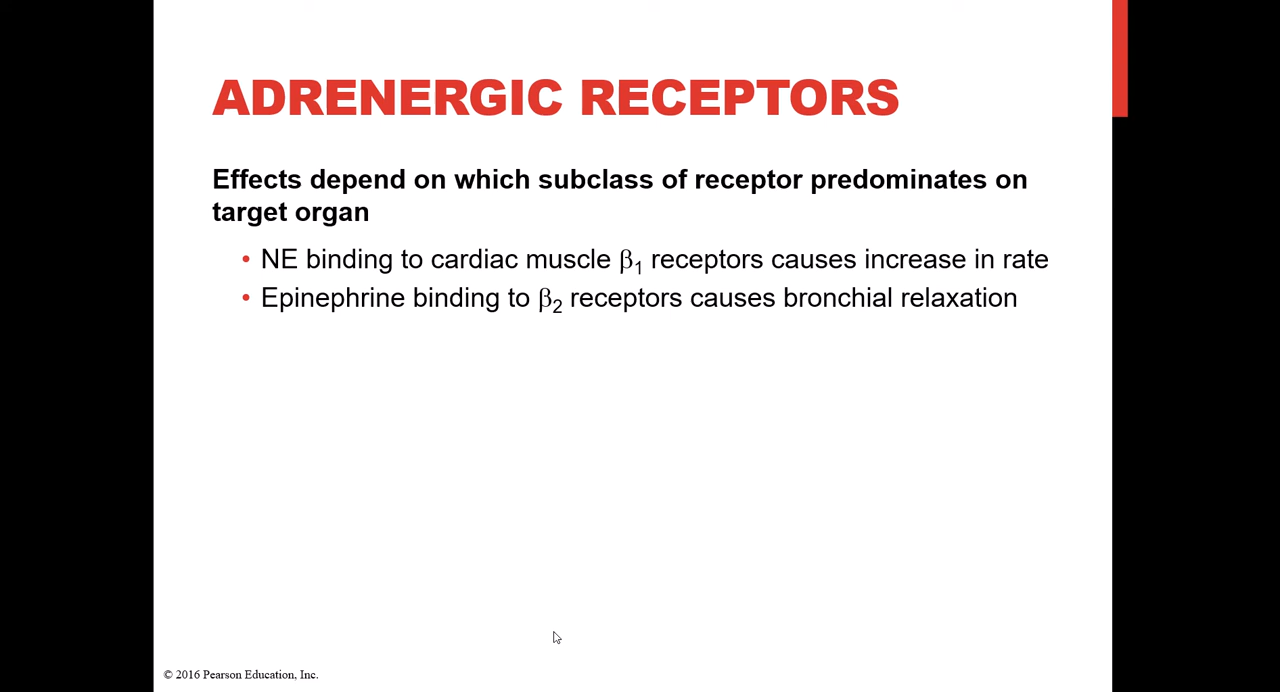 ADRENERGIC RECEPTORS
Effects depend on which subclass of receptor predominates on
target organ
• NE binding to cardiac muscle β₁ receptors causes increase in rate
• Epinephrine binding to β₂ receptors causes bronchial relaxation
© 2016 Pearson Education, Inc.